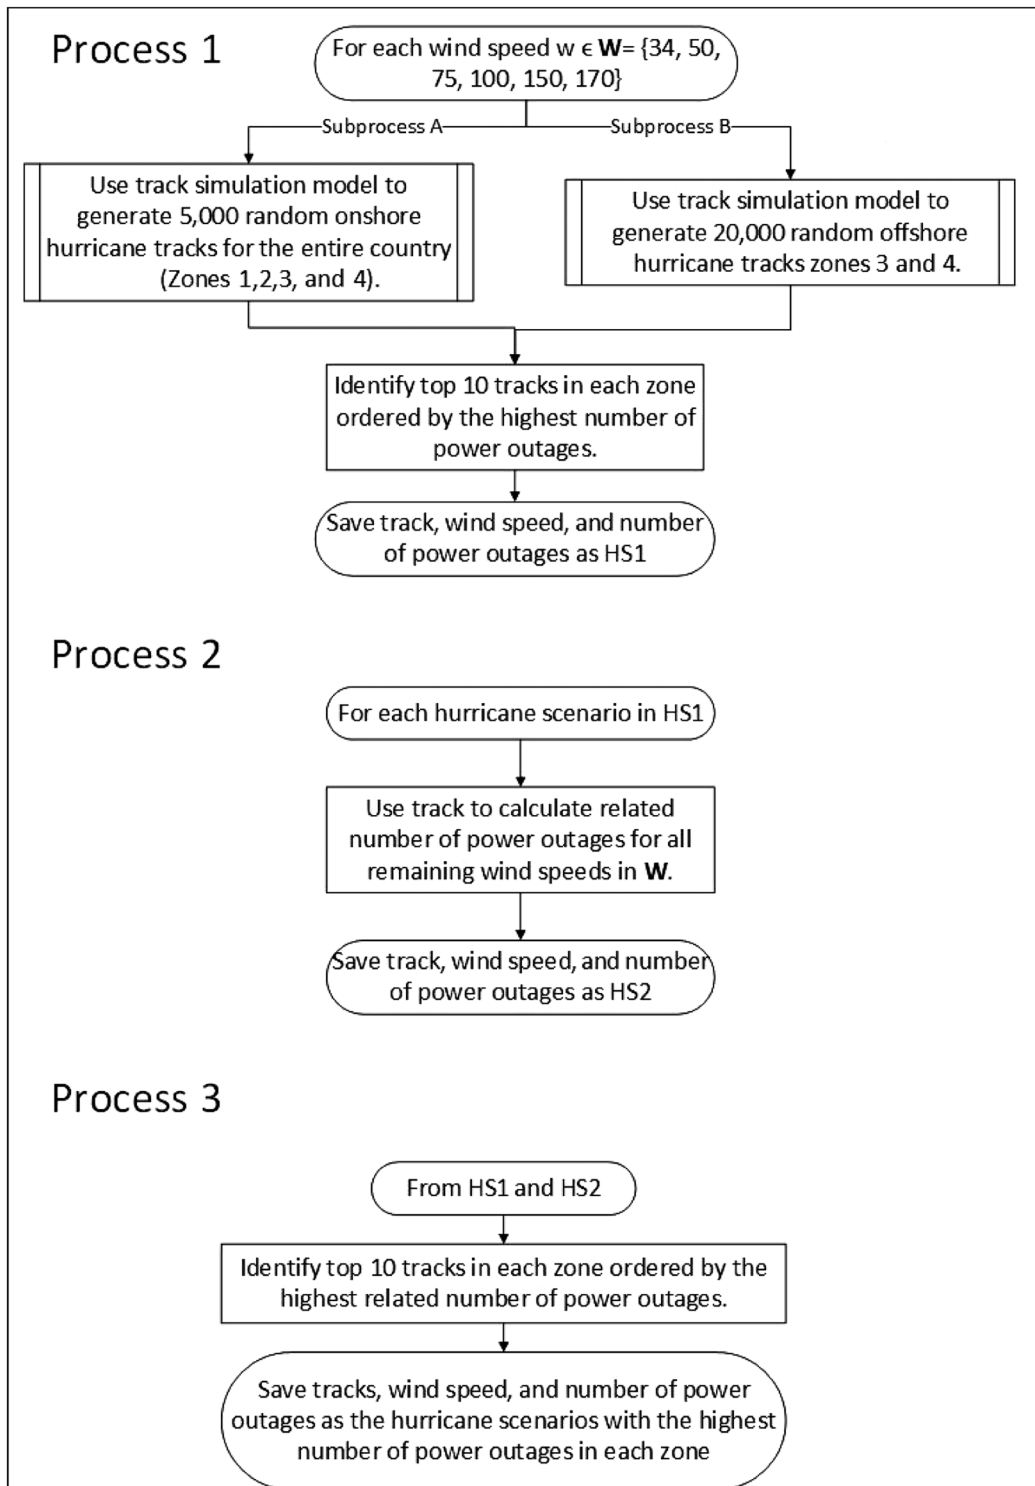 Process 1
For each wind speed w ϵ W= {34, 50,
75, 100, 150, 170}
Subprocess A
Subprocess B
Use track simulation model to
generate 5,000 random onshore
hurricane tracks for the entire country
(Zones 1,2,3, and 4).
Use track simulation model to
generate 20,000 random offshore
hurricane tracks zones 3 and 4.
Identify top 10 tracks in each zone
ordered by the highest number of
power outages.
Save track, wind speed, and number
of power outages as HS1
Process 2
For each hurricane scenario in HS1
Use track to calculate related
number of power outages for all
remaining wind speeds in W.
Save track, wind speed, and number
of power outages as HS2
Process 3
From HS1 and HS2
Identify top 10 tracks in each zone ordered by the
highest related number of power outages.
Save tracks, wind speed, and number of power
outages as the hurricane scenarios with the highest
number of power outages in each zone